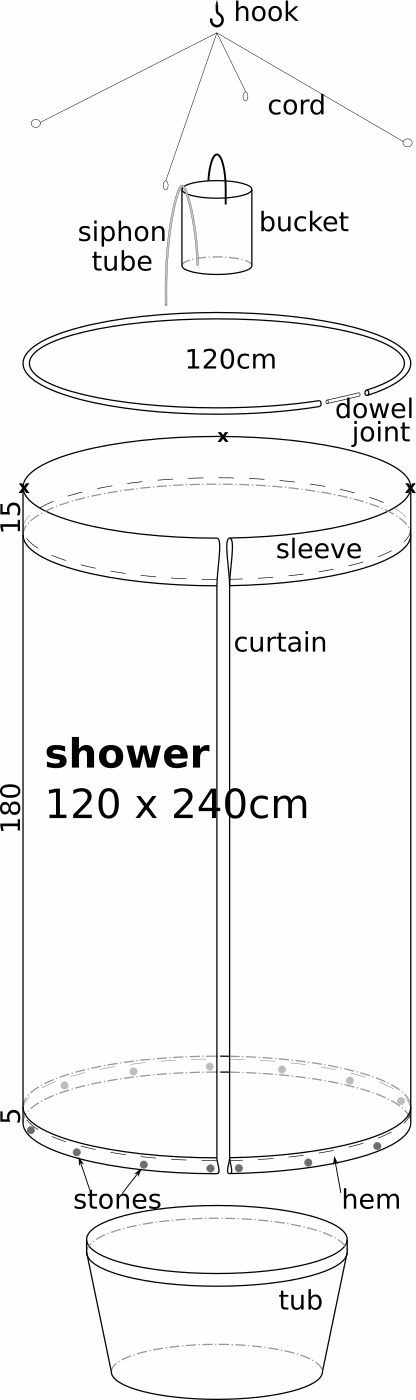 hook
cord
siphon
tube
bucket
120cm
dowel
joint
x
x
x
15
sleeve
curtain
shower
120 x 240cm
180
5
stones
hem
tub